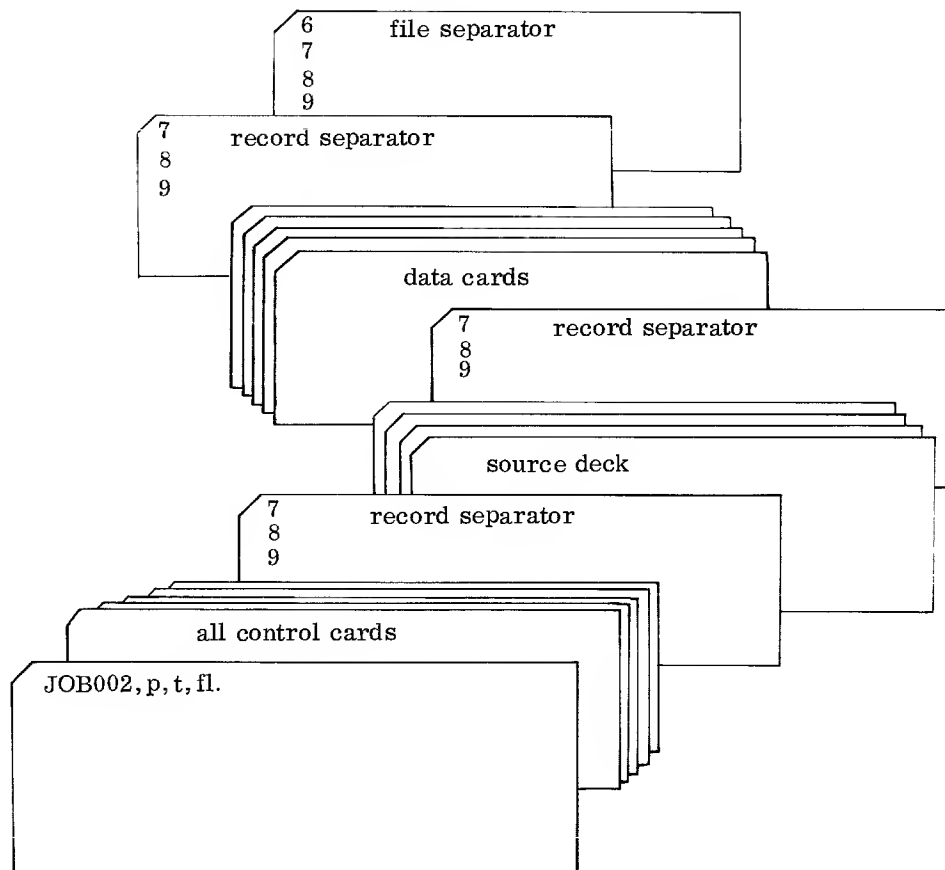 6 file separator
7
8
9
7 record separator
8
9
data cards
7 record separator
8
9
source deck
7 record separator
8
9
all control cards
JOB002, p, t, fl.